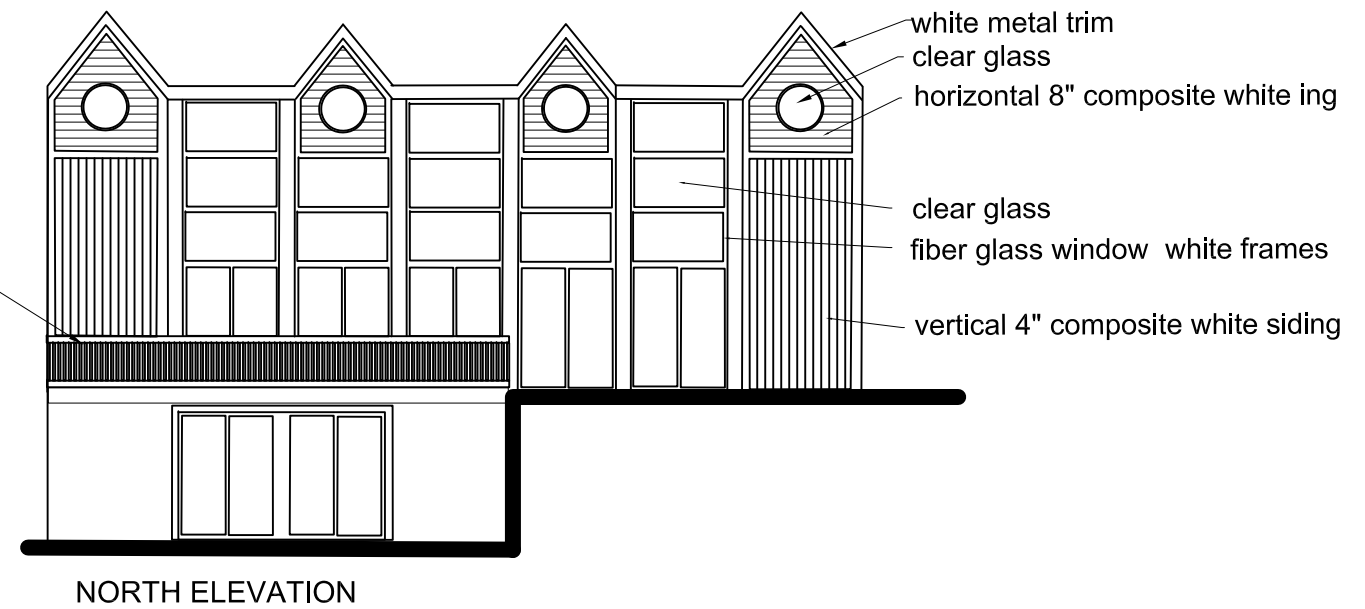 white metal trim
clear glass
horizontal 8" composite white ing
clear glass
fiber glass window white frames
vertical 4" composite white siding
NORTH ELEVATION